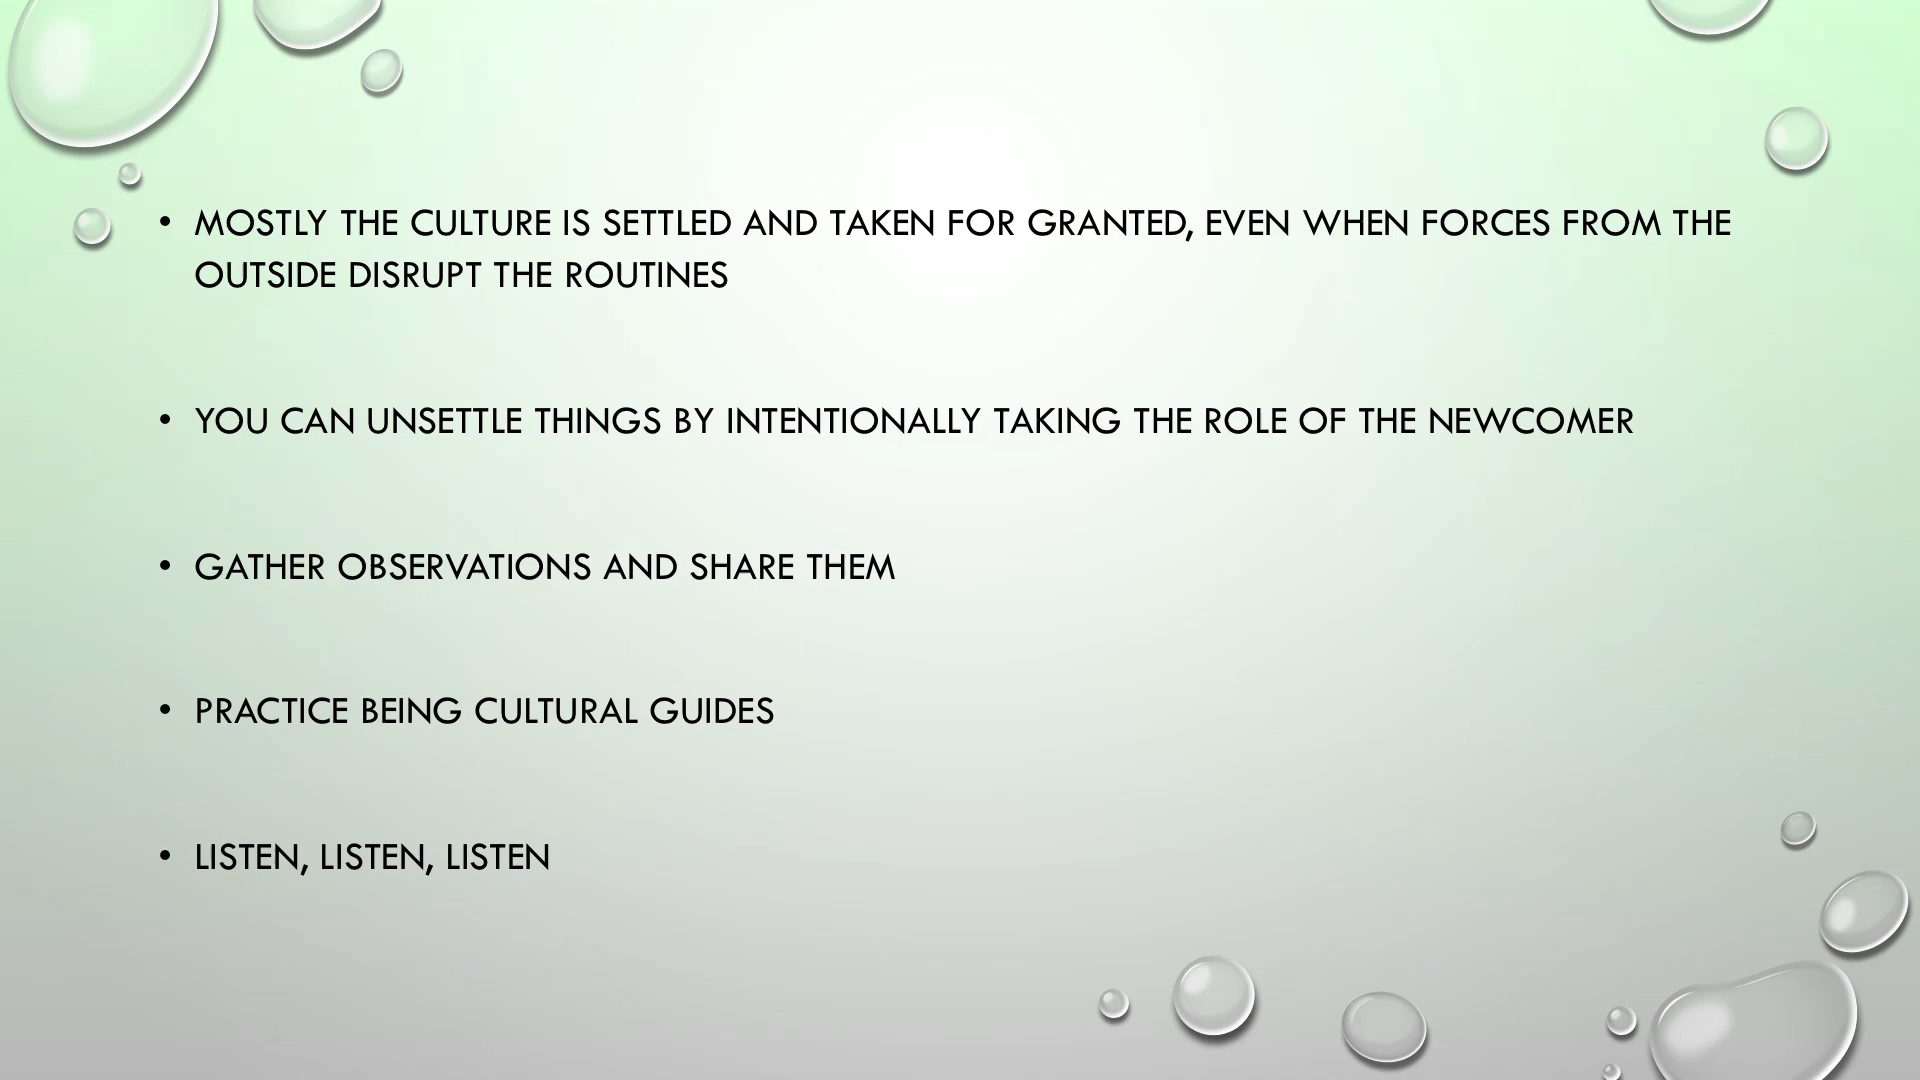 • MOSTLY THE CULTURE IS SETTLED AND TAKEN FOR GRANTED, EVEN WHEN FORCES FROM THE
OUTSIDE DISRUPT THE ROUTINES
• YOU CAN UNSETTLE THINGS BY INTENTIONALLY TAKING THE ROLE OF THE NEWCOMER
• GATHER OBSERVATIONS AND SHARE THEM
• PRACTICE BEING CULTURAL GUIDES
• LISTEN, LISTEN, LISTEN